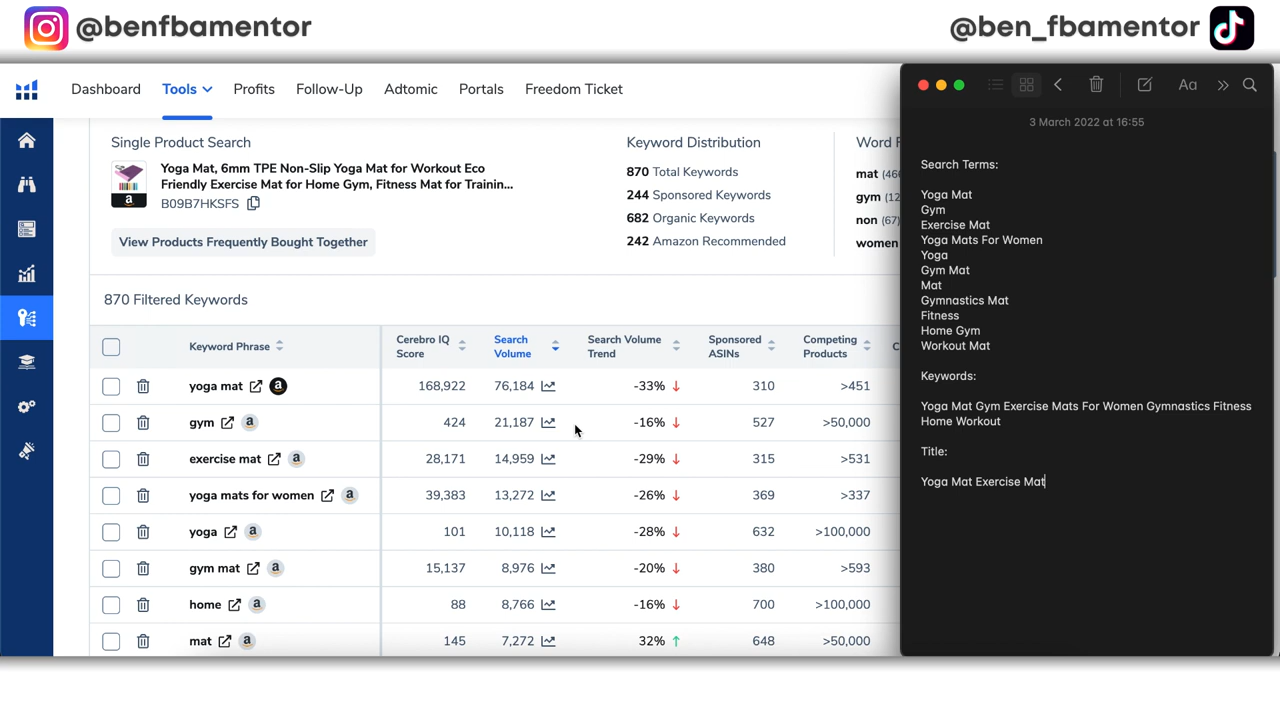 @benfbamentor
@ben_fbamentor
Dashboard Tools Profits Follow-Up Adtomic Portals Freedom Ticket
Single Product Search
Yoga Mat, 6mm TPE Non-Slip Yoga Mat for Workout Eco
Friendly Exercise Mat for Home Gym, Fitness Mat for Trainin...
B09B7HKSFS
View Products Frequently Bought Together
Keyword Distribution
870 Total Keywords
244 Sponsored Keywords
682 Organic Keywords
242 Amazon Recommended
Word F
mat (46
gym (12
non (67)
women
870 Filtered Keywords
Keyword Phrase Cerebro IQ Score Search Volume Search Volume Trend Sponsored ASINs Competing Products C
yoga mat 168,922 76,184 -33% 310 >451
gym 424 21,187 -16% 527 >50,000
exercise mat 28,171 14,959 -29% 315 >531
yoga mats for women 39,383 13,272 -26% 369 >337
yoga 101 10,118 -28% 632 >100,000
gym mat 15,137 8,976 -20% 380 >593
home 88 8,766 -16% 700 >100,000
mat 145 7,272 32% 648 >50,000
Aa
3 March 2022 at 16:55
Search Terms:
Yoga Mat
Gym
Exercise Mat
Yoga Mats For Women
Yoga
Gym Mat
Mat
Gymnastics Mat
Fitness
Home Gym
Workout Mat
Keywords:
Yoga Mat Gym Exercise Mats For Women Gymnastics Fitness
Home Workout
Title:
Yoga Mat Exercise Mat